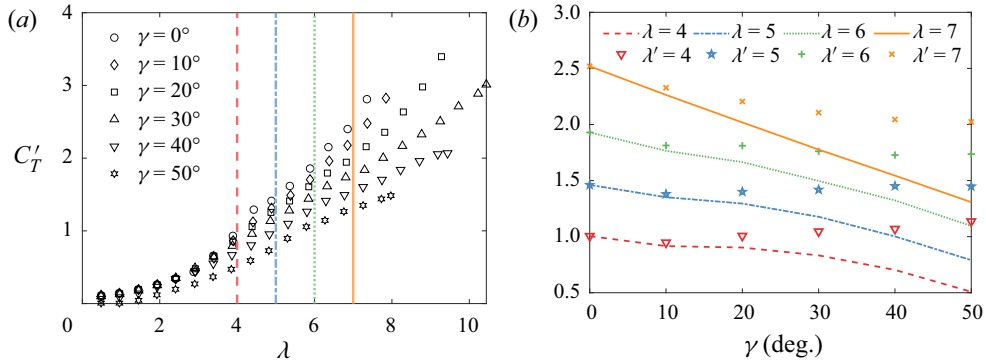 (a)
4
3
2
1
0
2
4
6
8
10
C′T
λ
γ = 0°
γ = 10°
γ = 20°
γ = 30°
γ = 40°
γ = 50°
(b)
3.0
2.5
2.0
1.5
1.0
0.5
0
10
20
30
40
50
γ (deg.)
λ = 4 λ = 5 λ = 6 λ = 7
λ′ = 4 λ′ = 5 λ′ = 6 λ′ = 7